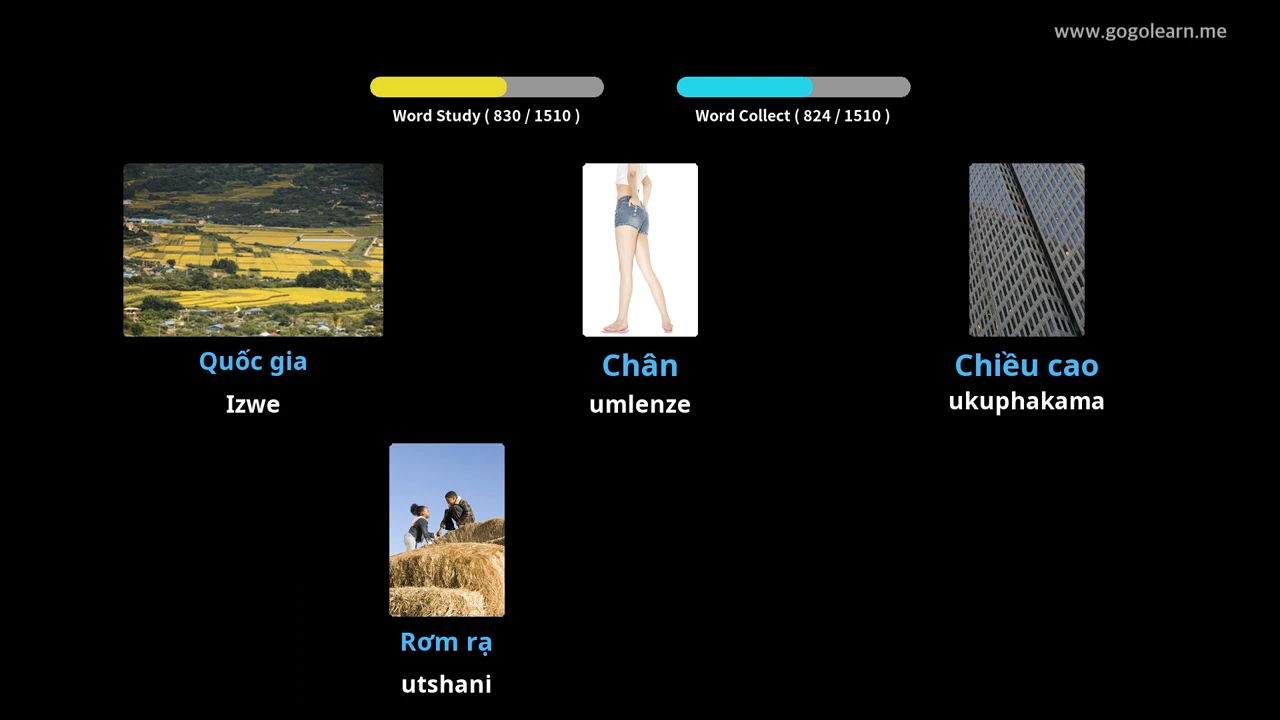 www.gogolearn.me
Word Study ( 830 / 1510 )
Word Collect ( 824 / 1510 )
Quốc gia
Izwe
Chân
umlenze
Chiều cao
ukuphakama
Rơm rạ
utshani